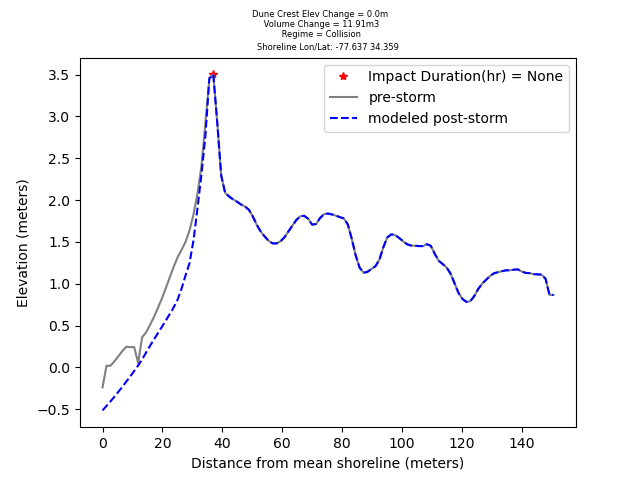 Dune Crest Elev Change = 0.0m
Volume Change = 11.91m3
Regime = Collision
Shoreline Lon/Lat: -77.637 34.359
Impact Duration(hr) = None
pre-storm
modeled post-storm
Elevation (meters)
3.5
3.0
2.5
2.0
1.5
1.0
0.5
0.0
−0.5
0 20 40 60 80 100 120 140
Distance from mean shoreline (meters)